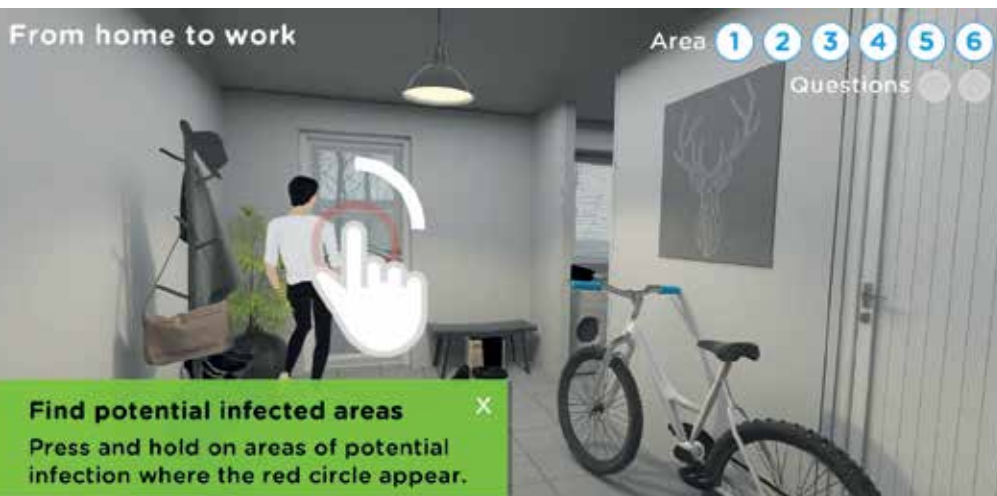 From home to work
Area 1 2 3 4 5 6
Questions
Find potential infected areas X
Press and hold on areas of potential
infection where the red circle appear.